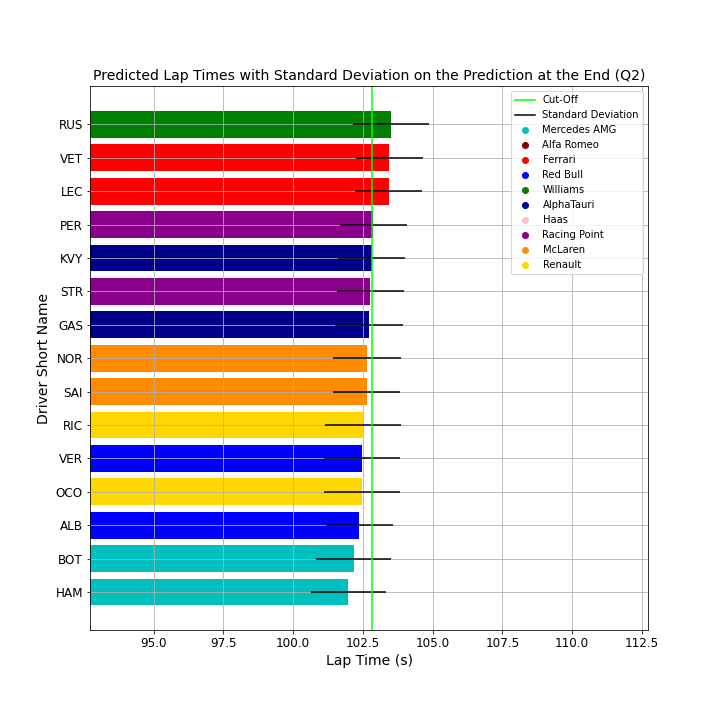 Predicted Lap Times with Standard Deviation on the Prediction at the End (Q2)
Cut-Off
Standard Deviation
Mercedes AMG
Alfa Romeo
Ferrari
Red Bull
Williams
AlphaTauri
Haas
Racing Point
McLaren
Renault
Driver Short Name
RUS
VET
LEC
PER
KVY
STR
GAS
NOR
SAI
RIC
VER
OCO
ALB
BOT
HAM
95.0 97.5 100.0 102.5 105.0 107.5 110.0 112.5
Lap Time (s)